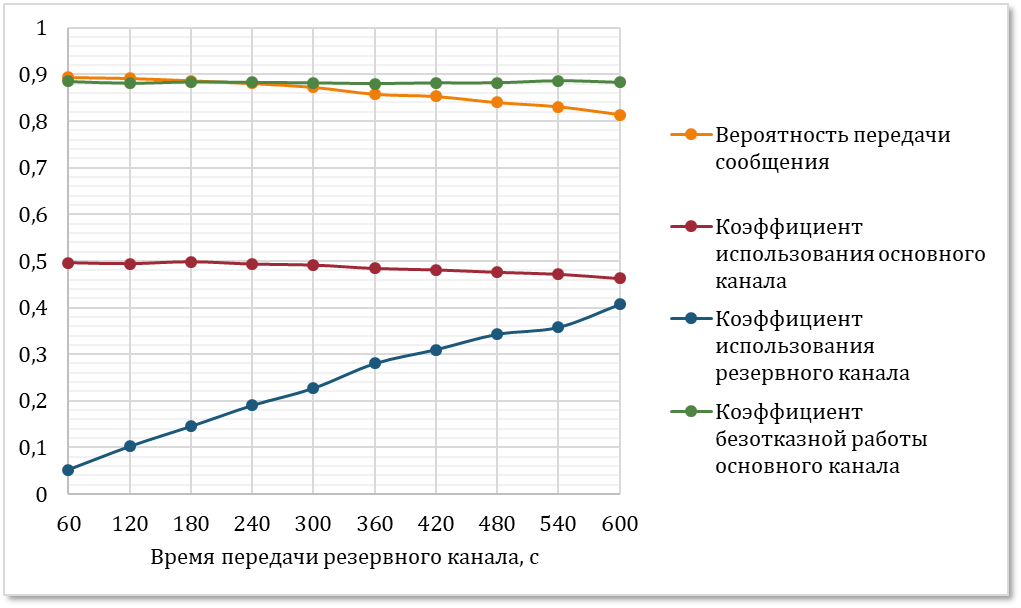 1
0,9
0,8
0,7
0,6
0,5
0,4
0,3
0,2
0,1
0
60 120 180 240 300 360 420 480 540 600
Время передачи резервного канала, с
Вероятность передачи
сообщения
Коэффициент
использования основного
канала
Коэффициент
использования
резервного канала
Коэффициент
безотказной работы
основного канала